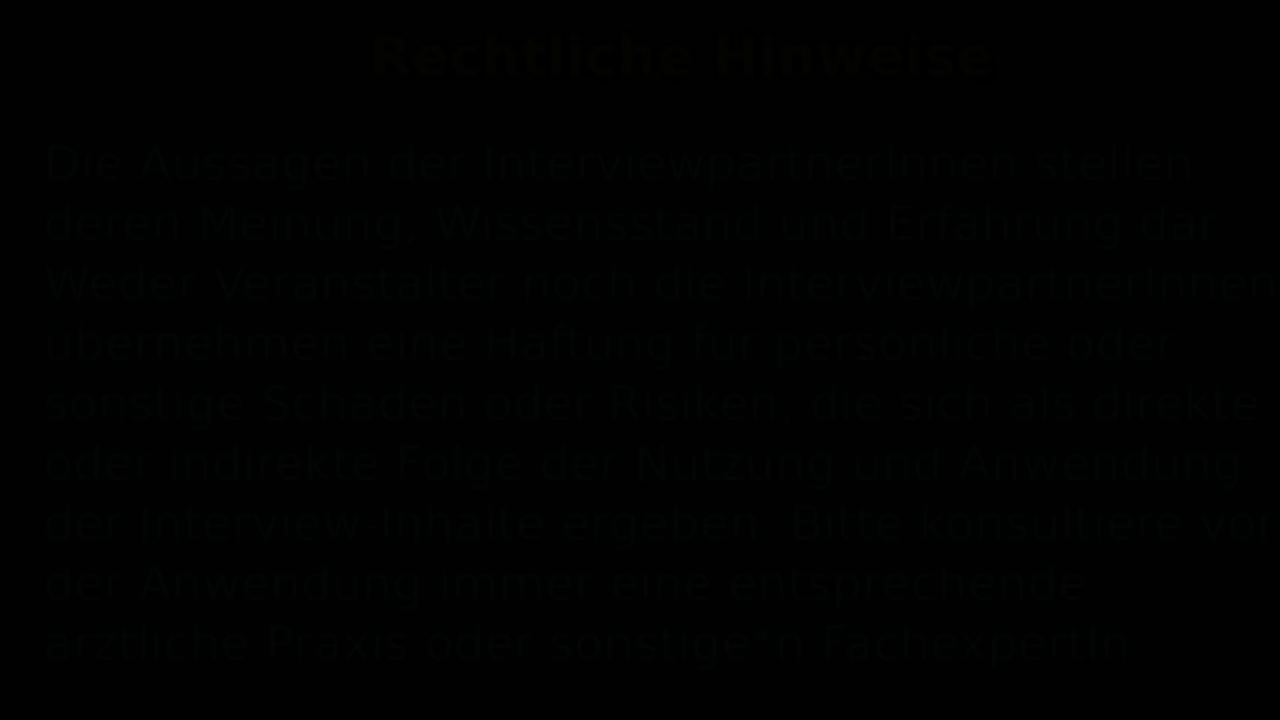 Rechtliche Hinweise
Die Aussagen der InterviewpartnerInnen stellen
deren Meinung, Wissensstand und Erfahrung dar.
Weder Veranstalter noch die InterviewpartnerInnen
übernehmen eine Haftung für persönliche oder
sonstige Schäden oder Risiken, die sich als direkte
oder indirekte Folge der Nutzung und Anwendung
der Interview-Inhalte ergeben. Bitte konsultiere vor
der Anwendung immer eine entsprechende
ärztliche Praxis oder sonstige*n FachexpertIn